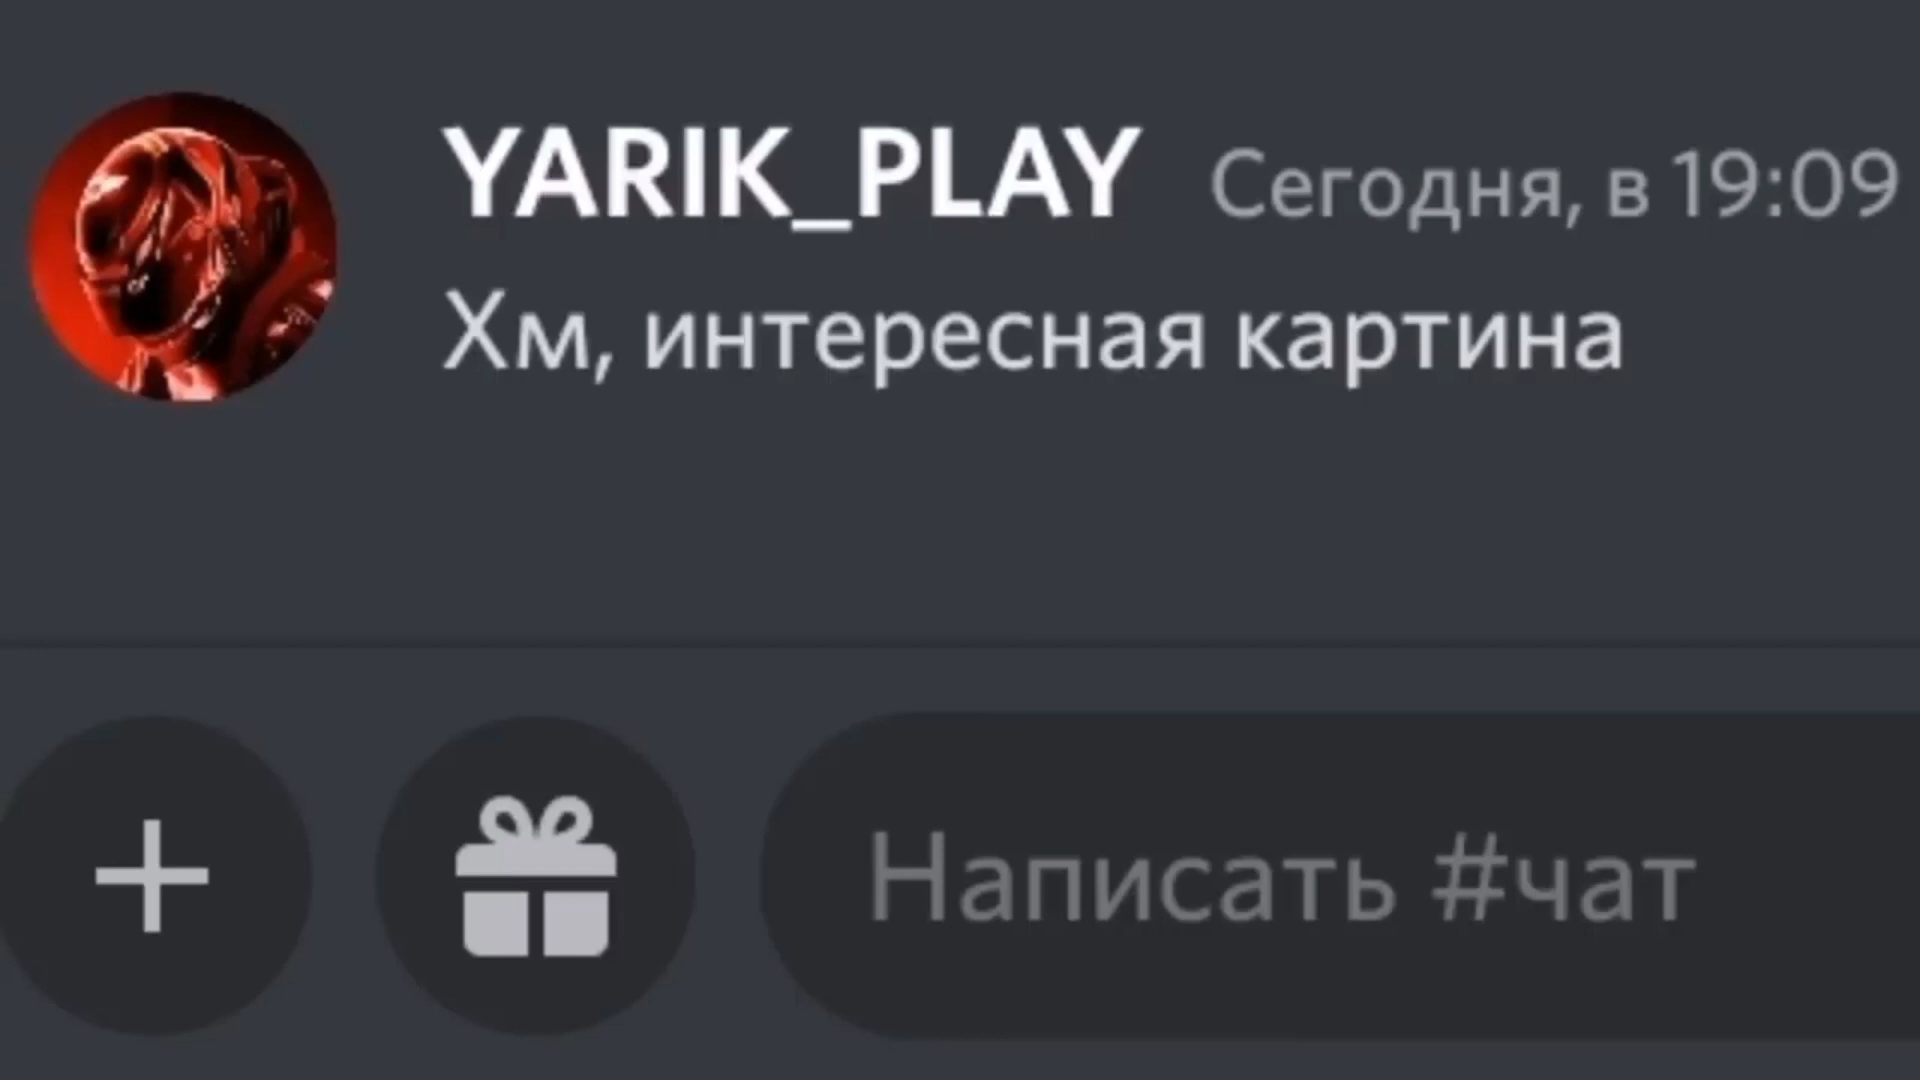 YARIK_PLAY Сегодня, в 19:09
Хм, интересная картина
Написать #чат